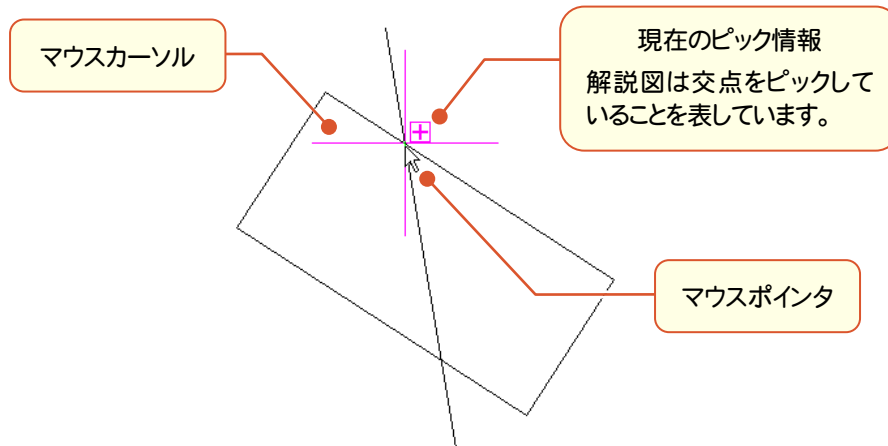 マウスカーソル
現在のピック情報
解説図は交点をピックして
いることを表しています。
マウスポインタ